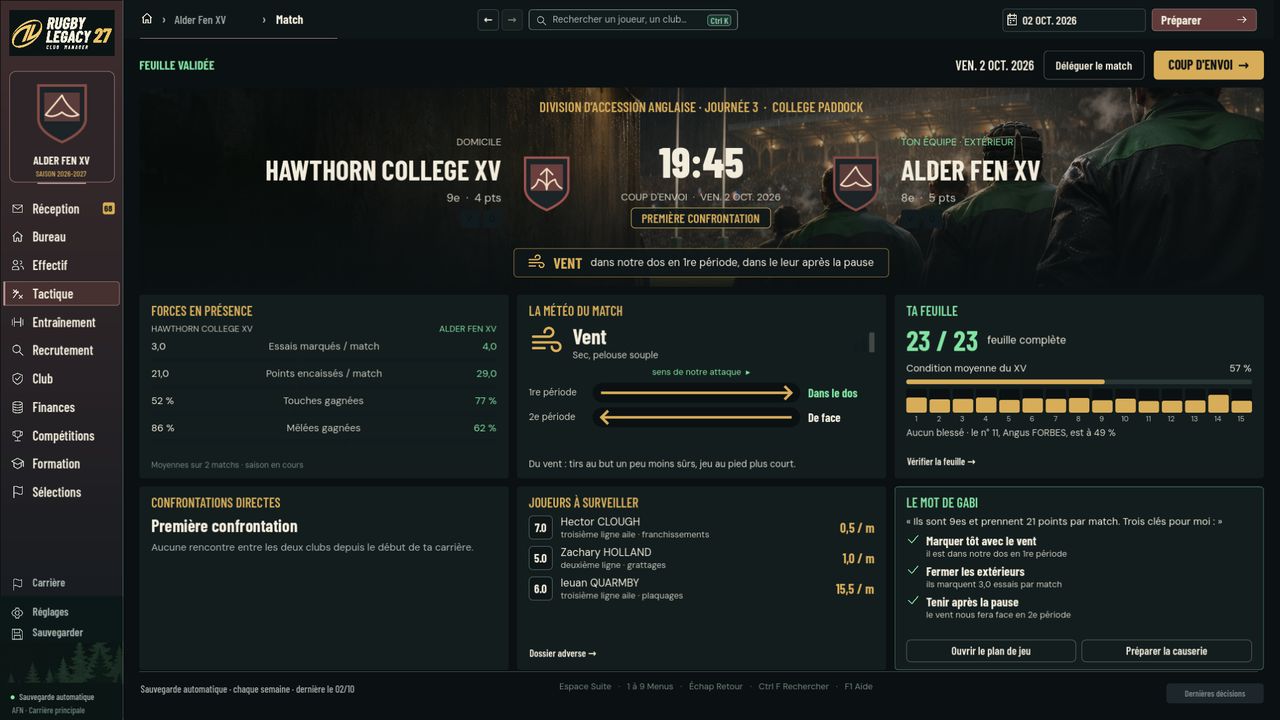 RUGBY
LEGACY 27
CLUB MANAGER
ALDER FEN XV
SAISON 2026-2027
Réception 68
Bureau
Effectif
Tactique
Entraînement
Recrutement
Club
Finances
Compétitions
Formation
Sélections
Carrière
Réglages
Sauvegarder
Sauvegarde automatique
AFN · Carrière principale
› Alder Fen XV › Match
← →
Rechercher un joueur, un club... Ctrl K
02 OCT. 2026
Préparer →
FEUILLE VALIDÉE
VEN. 2 OCT. 2026
Déléguer le match
COUP D'ENVOI →
DIVISION D'ACCESSION ANGLAISE · JOURNÉE 3 · COLLEGE PADDOCK
DOMICILE
HAWTHORN COLLEGE XV
9e · 4 pts
19:45
COUP D'ENVOI · VEN. 2 OCT. 2026
PREMIÈRE CONFRONTATION
TON ÉQUIPE · EXTÉRIEUR
ALDER FEN XV
8e · 5 pts
VENT dans notre dos en 1re période, dans le leur après la pause
FORCES EN PRÉSENCE
HAWTHORN COLLEGE XV ALDER FEN XV
3,0 Essais marqués / match 4,0
21,0 Points encaissés / match 29,0
52 % Touches gagnées 77 %
86 % Mêlées gagnées 62 %
Moyennes sur 2 matchs · saison en cours
LA MÉTÉO DU MATCH
Vent
Sec, pelouse souple
sens de notre attaque ►
1re période Dans le dos
2e période De face
Du vent : tirs au but un peu moins sûrs, jeu au pied plus court.
TA FEUILLE
23 / 23 feuille complète
Condition moyenne du XV 57 %
1 2 3 4 5 6 7 8 9 10 11 12 13 14 15
Aucun blessé · le n° 11, Angus FORBES, est à 49 %
Vérifier la feuille →
CONFRONTATIONS DIRECTES
Première confrontation
Aucune rencontre entre les deux clubs depuis le début de ta carrière.
JOUEURS À SURVEILLER
7.0 Hector CLOUGH 0,5 / m
troisième ligne aile · franchissements
5.0 Zachary HOLLAND 1,0 / m
deuxième ligne · grattages
6.0 Ieuan QUARMBY 15,5 / m
troisième ligne aile · plaquages
Dossier adverse →
LE MOT DE GABI
« Ils sont 9es et prennent 21 points par match. Trois clés pour moi : »
Marquer tôt avec le vent
il est dans notre dos en 1re période
Fermer les extérieurs
ils marquent 3,0 essais par match
Tenir après la pause
le vent nous fera face en 2e période
Ouvrir le plan de jeu
Préparer la causerie
Sauvegarde automatique · chaque semaine · dernière le 02/10
Espace Suite · 1 à 9 Menus · Échap Retour · Ctrl F Rechercher · F1 Aide
Dernières décisions